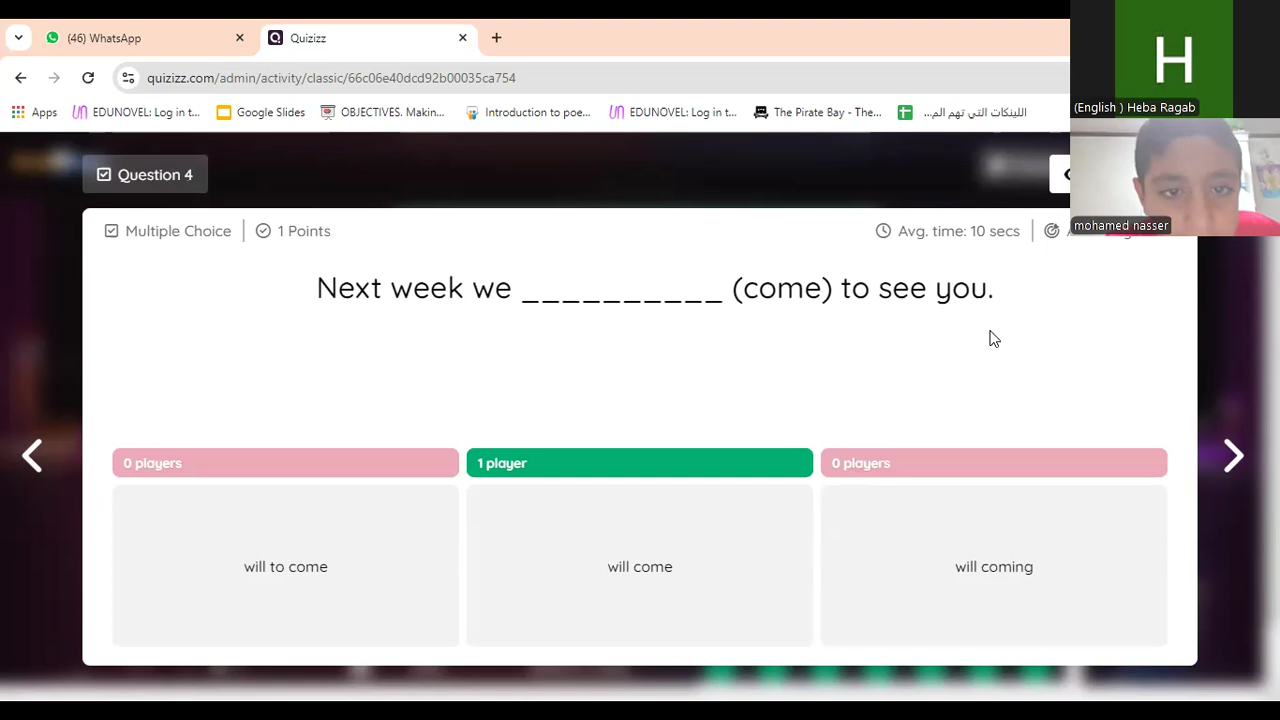 (46) WhatsApp
Quizizz
quizizz.com/admin/activity/classic/66c06e40dcd92b00035ca754
Apps
EDUNOVEL: Log in t...
Google Slides
OBJECTIVES. Makin...
Introduction to poe...
EDUNOVEL: Log in t...
The Pirate Bay - The...
اللينكات التي تهم الم...
H
(English ) Heba Ragab
mohamed nasser
Question 4
Multiple Choice
1 Points
Avg. time: 10 secs
Next week we __________ (come) to see you.
0 players
1 player
0 players
will to come
will come
will coming